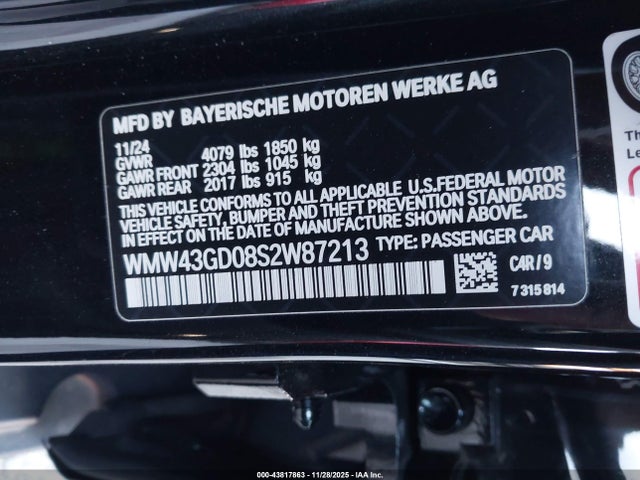 MFD BY BAYERISCHE MOTOREN WERKE AG
11/24
GVWR 4079 lbs 1850 kg
GAWR FRONT 2304 lbs 1045 kg
GAWR REAR 2017 lbs 915 kg
THIS VEHICLE CONFORMS TO ALL APPLICABLE U.S.FEDERAL MOTOR
VEHICLE SAFETY, BUMPER AND THEFT PREVENTION STANDARDS
IN EFFECT ON THE DATE OF MANUFACTURE SHOWN ABOVE.
WMW43GD08S2W87213 TYPE: PASSENGER CAR
C4R/9
7315814
Th
Le
000-43817863 | 11/28/2025 - IAA Inc.